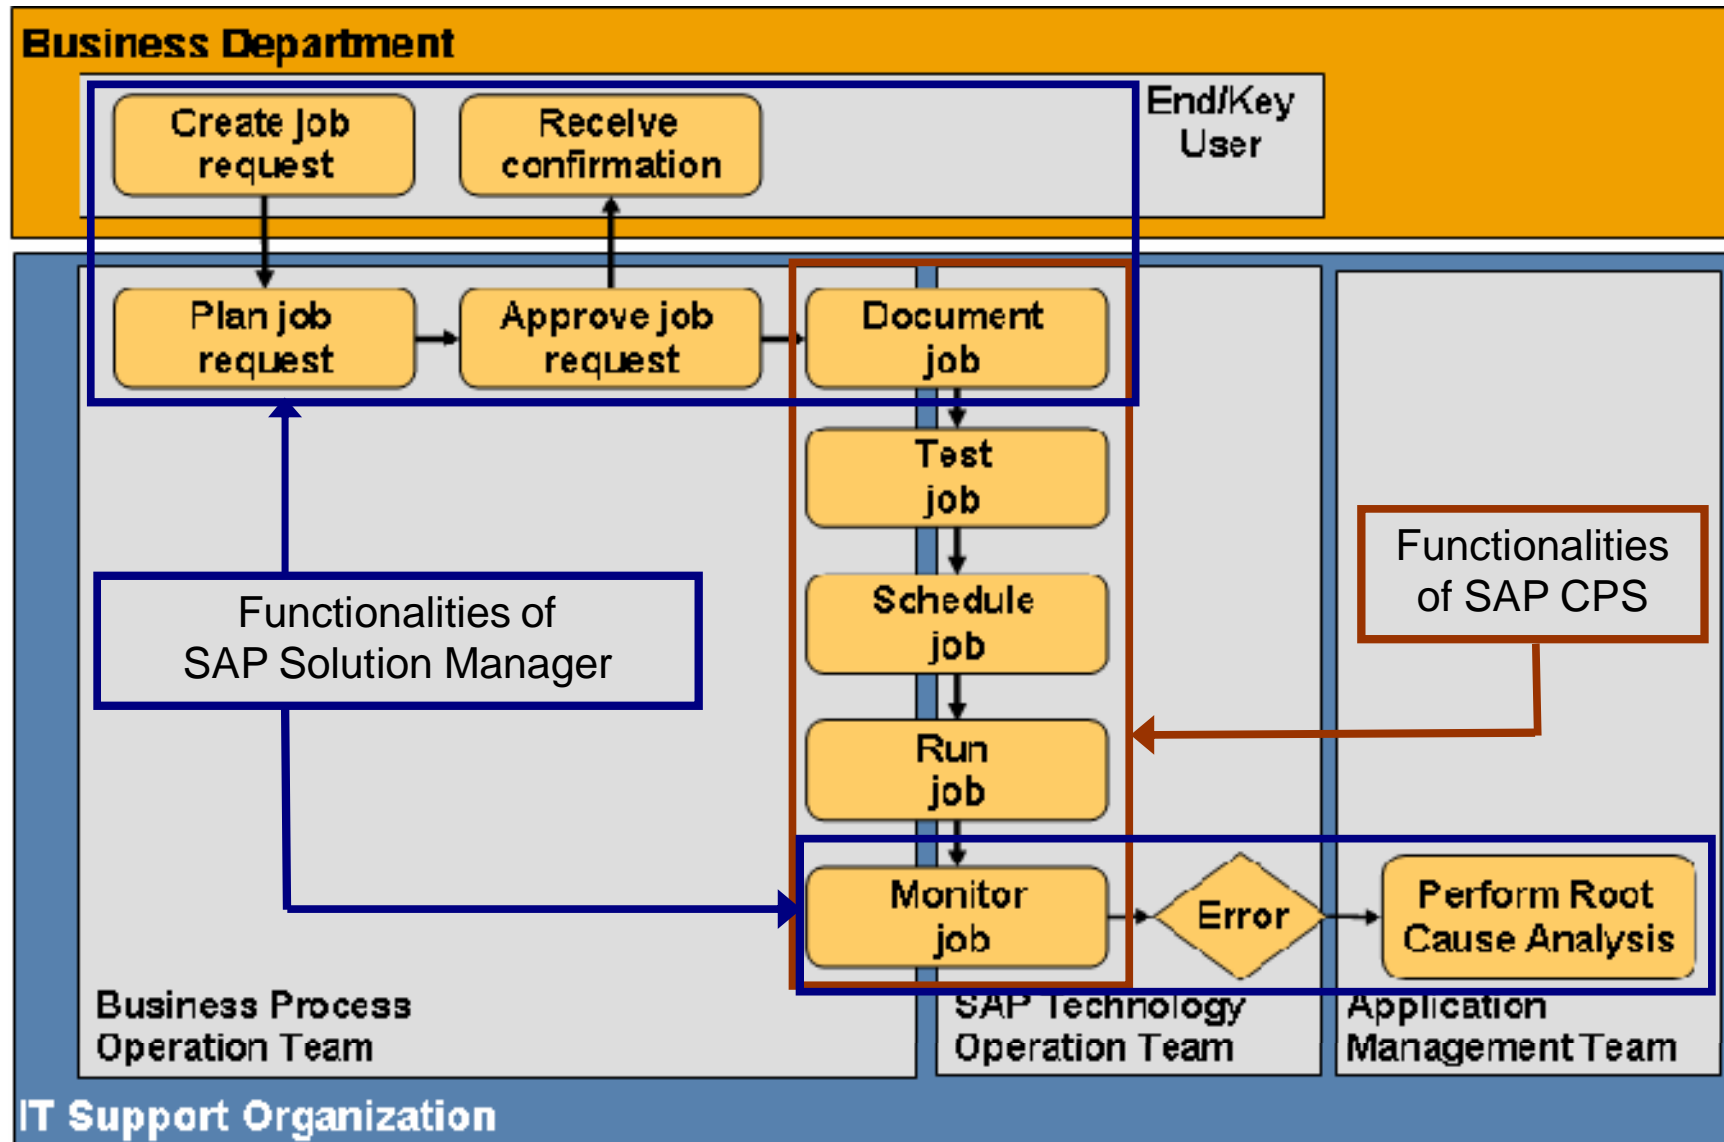 Business Department
Create job
request
Receive
confirmation
End/Key
User
Plan job
request
Approve job
request
Document
job
Test
job
Schedule
job
Functionalities of
SAP Solution Manager
Functionalities
of SAP CPS
Run
job
Monitor
job
Error
Perform Root
Cause Analysis
Business Process
Operation Team
SAP Technology
Operation Team
Application
Management Team
IT Support Organization